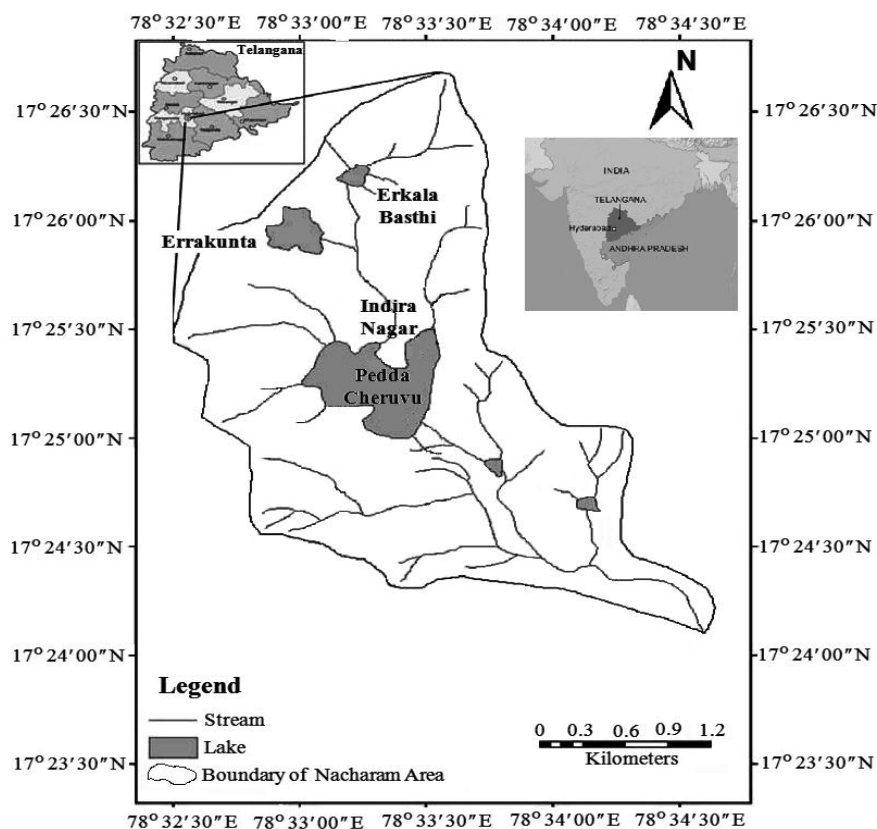 78° 32′30″E 78° 33′00″E 78° 33′30″E 78° 34′00″E 78° 34′30″E
Telangana
N
17° 26′30″N 17° 26′30″N
INDIA
Erkala
Basthi
TELANGANA
17° 26′00″N 17° 26′00″N
Hyderabad
Errakunta
ANDHRA PRADESH
Indira
Nagar
17° 25′30″N 17° 25′30″N
Pedda
Cheruvu
17° 25′00″N 17° 25′00″N
17° 24′30″N 17° 24′30″N
17° 24′00″N 17° 24′00″N
Legend
Stream
Lake
Boundary of Nacharam Area
0 0.3 0.6 0.9 1.2
Kilometers
17° 23′30″N 17° 23′30″N
78° 32′30″E 78° 33′00″E 78° 33′30″E 78° 34′00″E 78° 34′30″E